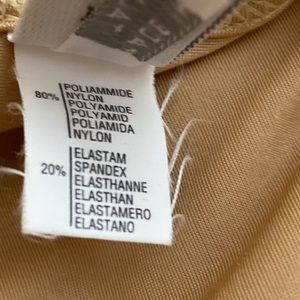 80% POLIAMMIDE
NYLON
POLYAMIDE
POLYAMID
POLIAMIDA
NYLON
20% ELASTAM
SPANDEX
ELASTHANNE
ELASTHAN
ELASTAMERO
ELASTANO